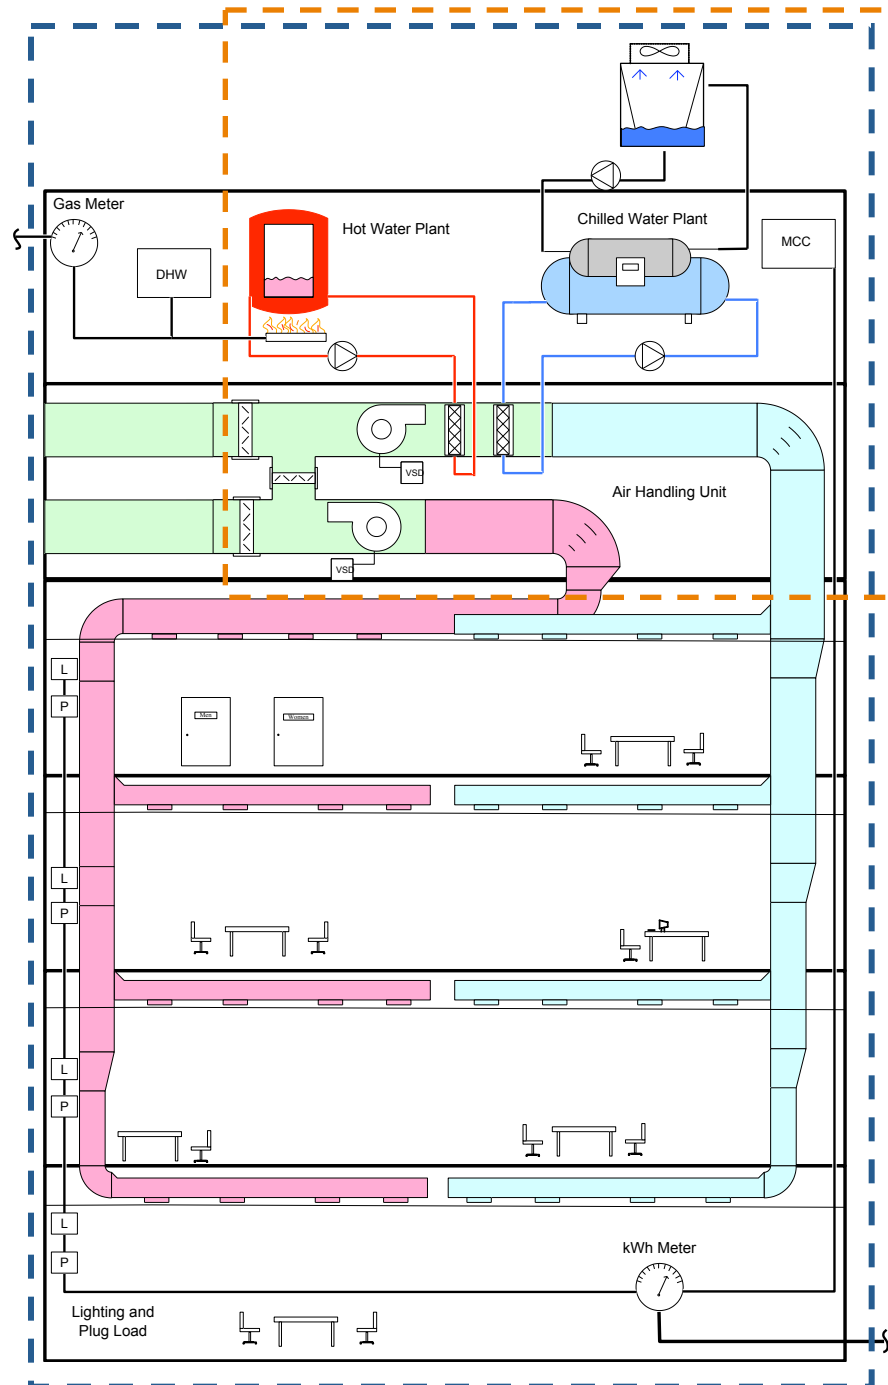 Gas Meter
Hot Water Plant
Chilled Water Plant
MCC
DHW
VSD
Air Handling Unit
VSD
L
P
Men
Women
L
P
L
P
L
P
kWh Meter
Lighting and
Plug Load